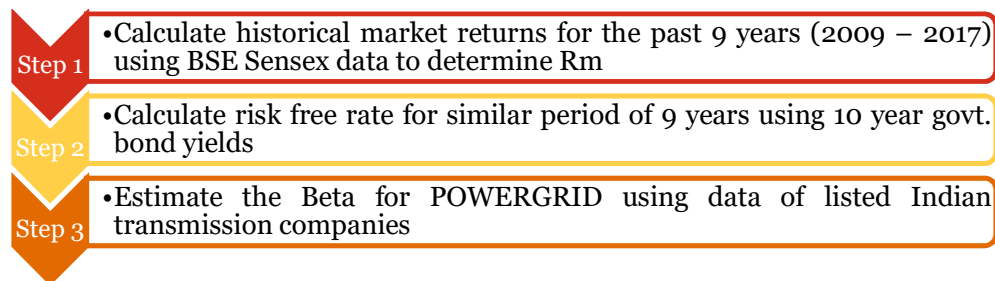 Step 1
•Calculate historical market returns for the past 9 years (2009 – 2017)
using BSE Sensex data to determine Rm
Step 2
•Calculate risk free rate for similar period of 9 years using 10 year govt.
bond yields
Step 3
•Estimate the Beta for POWERGRID using data of listed Indian
transmission companies